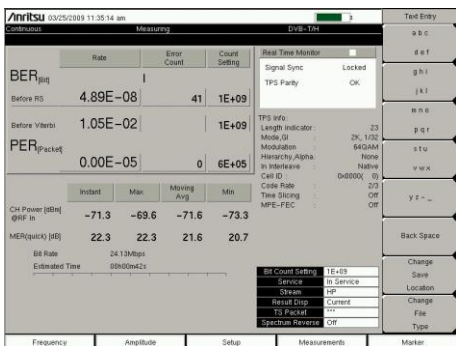 Anritsu 03/25/2009 11:35:14 am
Continuous Measuring DVB-T/H
Rate Error Count Count Setting
BER[Bit]
Before RS 4.89E-08 41 1E+09
Before Viterbi 1.05E-02 1E+09
PER[Packet]
0.00E-05 0 6E+05
Instant Max Moving Avg Min
CH Power [dBm] @RF In -71.3 -69.6 -71.6 -73.3
MER(quick) [dB] 22.3 22.3 21.6 20.7
Bit Rate 24.13Mbps
Estimated Time 00h00m42s
Real Time Monitor
Signal Sync Locked
TPS Parity OK
TPS Info:
Length Indicator : 23
Mode,GI : 2K, 1/32
Modulation : 64QAM
Hierarchy,Alpha : None
In Interleave : Native
Cell ID : 0x0000( 0)
Code Rate : 2/3
Time Slicing : Off
MPE-FEC : Off
Bit Count Setting 1E+09
Service In Service
Stream HP
Result Disp Current
TS Packet ***
Spectrum Reverse Off
Text Entry
a b c
d e f
g h i
j k l
m n o
p q r
s t u
v w x
y z - _
Back Space
Change
Save
Location
Change
File
Type
Frequency Amplitude Setup Measurements Marker